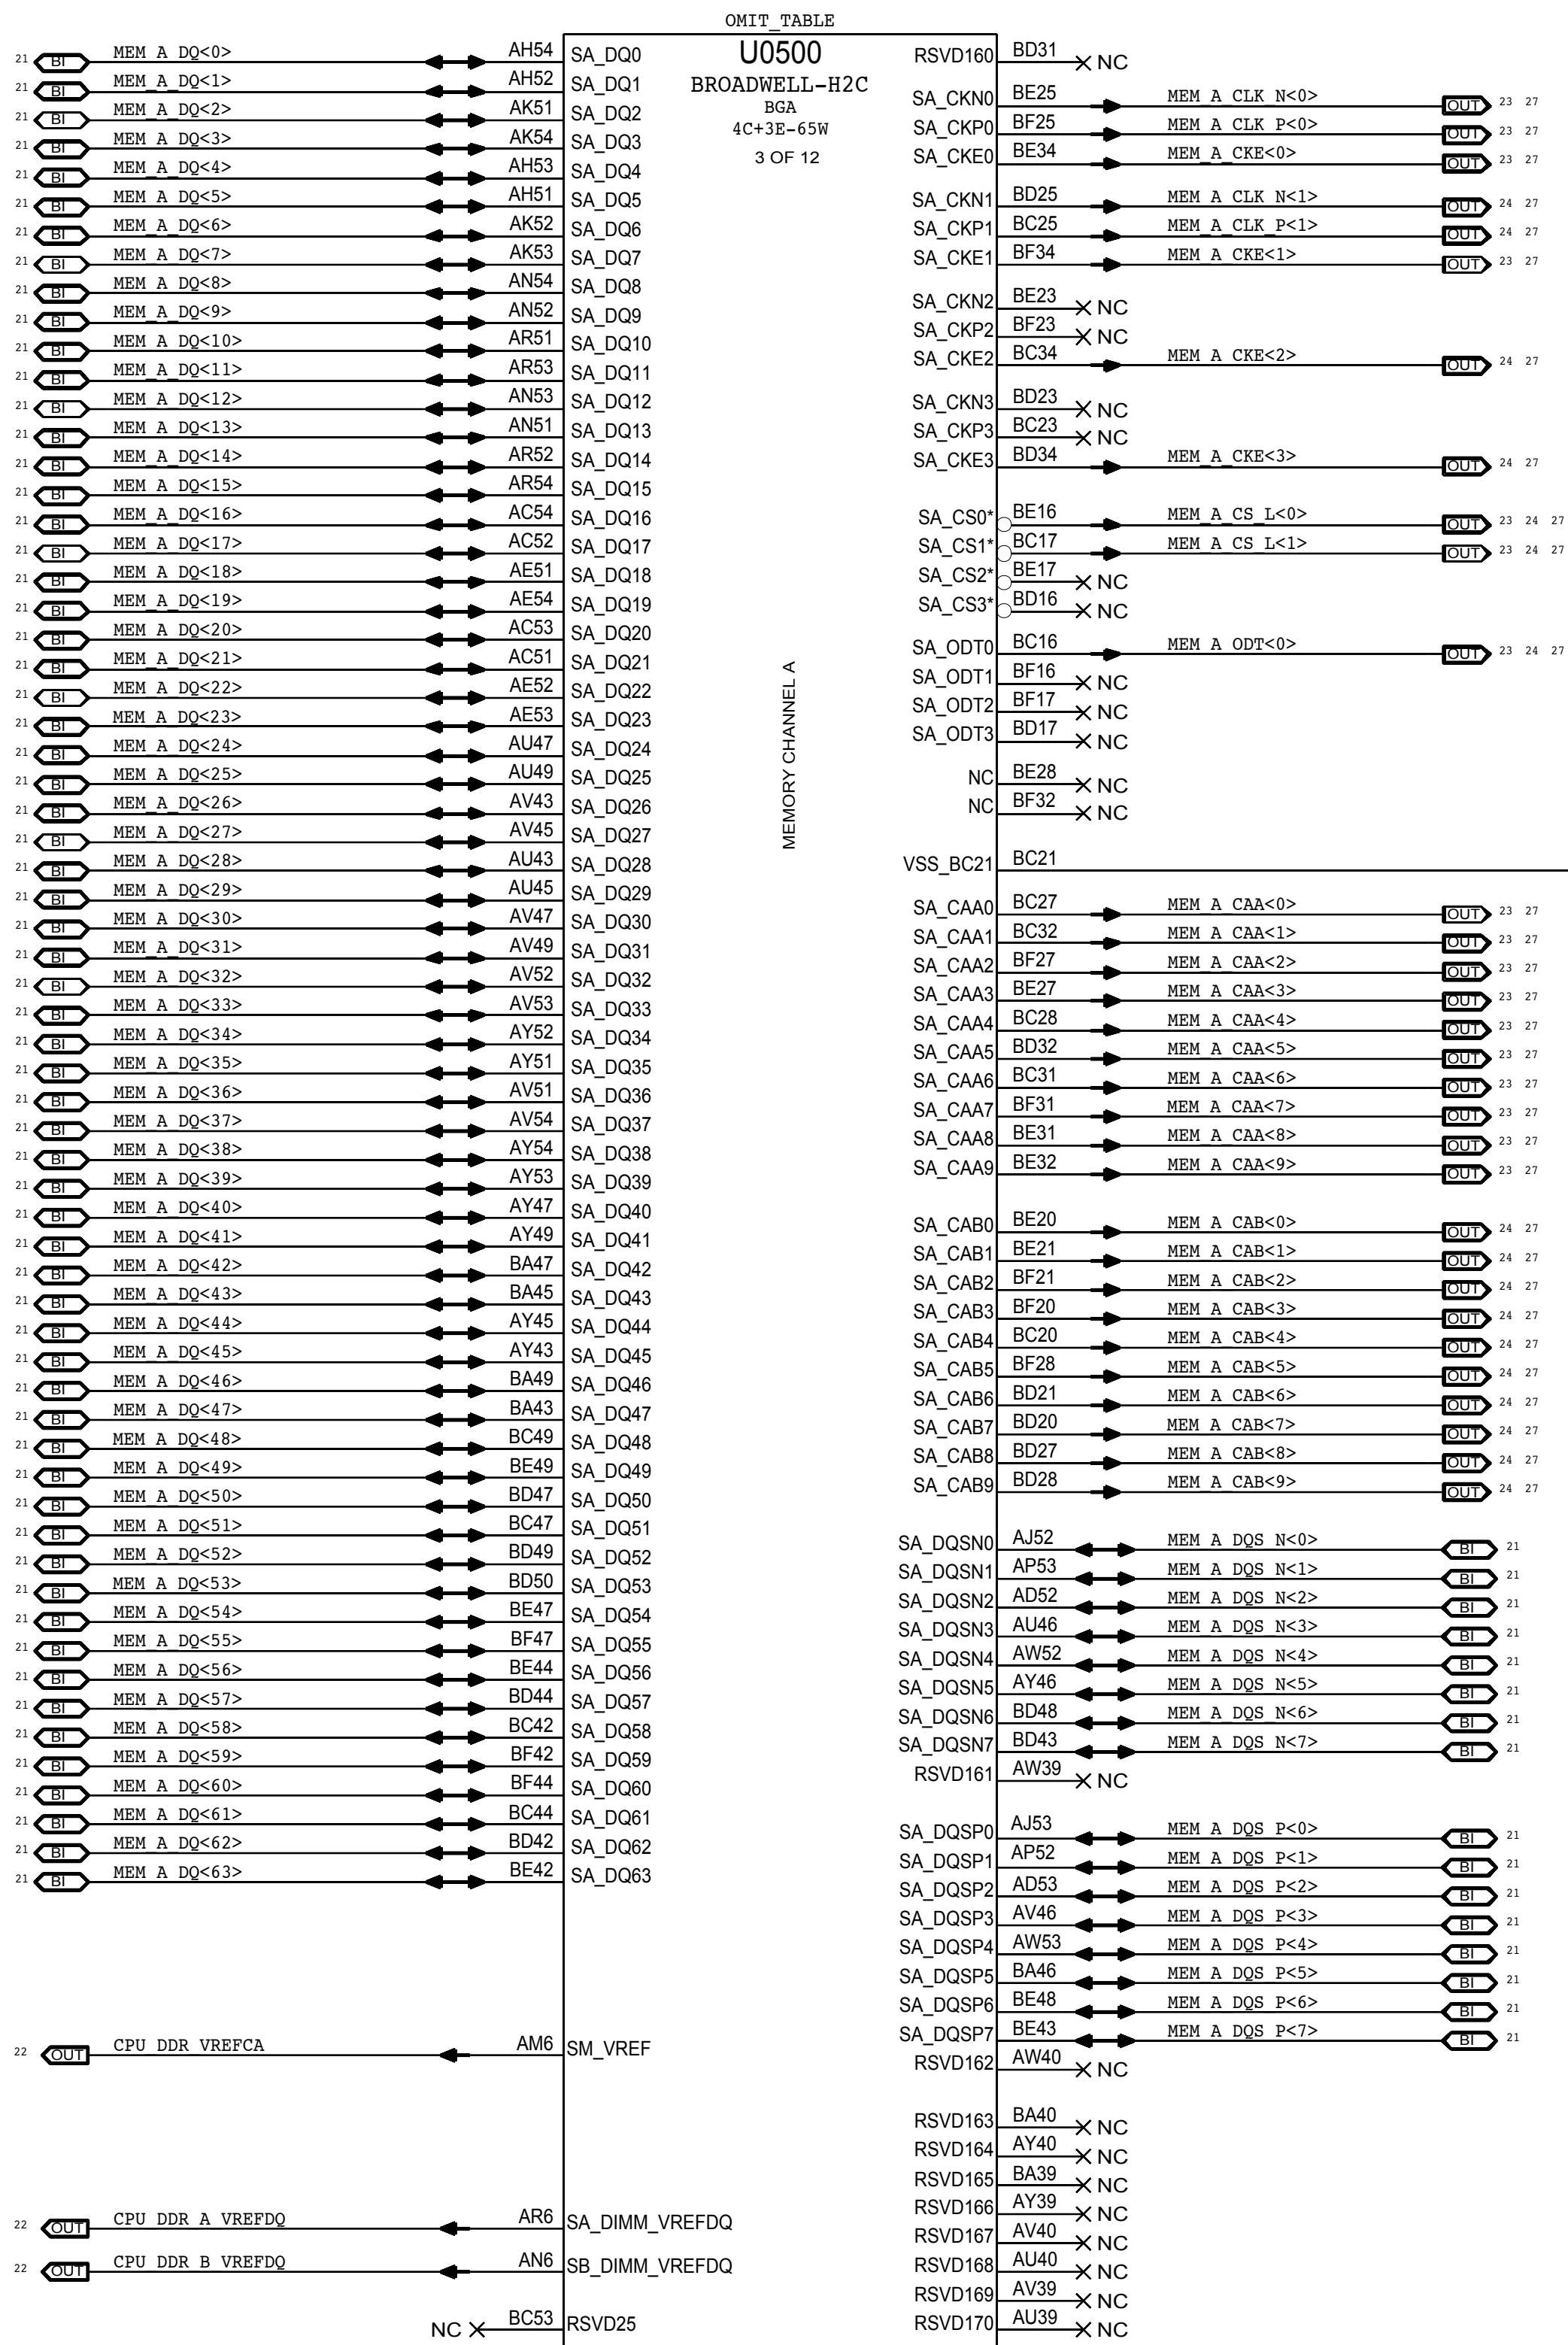 OMIT_TABLE
U0500
BROADWELL-H2C
BGA
4C+3E-65W
3 OF 12
MEMORY CHANNEL A
21 BI MEM_A_DQ<0> AH54 SA_DQ0
21 BI MEM_A_DQ<1> AH52 SA_DQ1
21 BI MEM_A_DQ<2> AK51 SA_DQ2
21 BI MEM_A_DQ<3> AK54 SA_DQ3
21 BI MEM_A_DQ<4> AH53 SA_DQ4
21 BI MEM_A_DQ<5> AH51 SA_DQ5
21 BI MEM_A_DQ<6> AK52 SA_DQ6
21 BI MEM_A_DQ<7> AK53 SA_DQ7
21 BI MEM_A_DQ<8> AN54 SA_DQ8
21 BI MEM_A_DQ<9> AN52 SA_DQ9
21 BI MEM_A_DQ<10> AR51 SA_DQ10
21 BI MEM_A_DQ<11> AR53 SA_DQ11
21 BI MEM_A_DQ<12> AN53 SA_DQ12
21 BI MEM_A_DQ<13> AN51 SA_DQ13
21 BI MEM_A_DQ<14> AR52 SA_DQ14
21 BI MEM_A_DQ<15> AR54 SA_DQ15
21 BI MEM_A_DQ<16> AC54 SA_DQ16
21 BI MEM_A_DQ<17> AC52 SA_DQ17
21 BI MEM_A_DQ<18> AE51 SA_DQ18
21 BI MEM_A_DQ<19> AE54 SA_DQ19
21 BI MEM_A_DQ<20> AC53 SA_DQ20
21 BI MEM_A_DQ<21> AC51 SA_DQ21
21 BI MEM_A_DQ<22> AE52 SA_DQ22
21 BI MEM_A_DQ<23> AE53 SA_DQ23
21 BI MEM_A_DQ<24> AU47 SA_DQ24
21 BI MEM_A_DQ<25> AU49 SA_DQ25
21 BI MEM_A_DQ<26> AV43 SA_DQ26
21 BI MEM_A_DQ<27> AV45 SA_DQ27
21 BI MEM_A_DQ<28> AU43 SA_DQ28
21 BI MEM_A_DQ<29> AU45 SA_DQ29
21 BI MEM_A_DQ<30> AV47 SA_DQ30
21 BI MEM_A_DQ<31> AV49 SA_DQ31
21 BI MEM_A_DQ<32> AV52 SA_DQ32
21 BI MEM_A_DQ<33> AV53 SA_DQ33
21 BI MEM_A_DQ<34> AY52 SA_DQ34
21 BI MEM_A_DQ<35> AY51 SA_DQ35
21 BI MEM_A_DQ<36> AV51 SA_DQ36
21 BI MEM_A_DQ<37> AV54 SA_DQ37
21 BI MEM_A_DQ<38> AY54 SA_DQ38
21 BI MEM_A_DQ<39> AY53 SA_DQ39
21 BI MEM_A_DQ<40> AY47 SA_DQ40
21 BI MEM_A_DQ<41> AY49 SA_DQ41
21 BI MEM_A_DQ<42> BA47 SA_DQ42
21 BI MEM_A_DQ<43> BA45 SA_DQ43
21 BI MEM_A_DQ<44> AY45 SA_DQ44
21 BI MEM_A_DQ<45> AY43 SA_DQ45
21 BI MEM_A_DQ<46> BA49 SA_DQ46
21 BI MEM_A_DQ<47> BA43 SA_DQ47
21 BI MEM_A_DQ<48> BC49 SA_DQ48
21 BI MEM_A_DQ<49> BE49 SA_DQ49
21 BI MEM_A_DQ<50> BD47 SA_DQ50
21 BI MEM_A_DQ<51> BC47 SA_DQ51
21 BI MEM_A_DQ<52> BD49 SA_DQ52
21 BI MEM_A_DQ<53> BD50 SA_DQ53
21 BI MEM_A_DQ<54> BE47 SA_DQ54
21 BI MEM_A_DQ<55> BF47 SA_DQ55
21 BI MEM_A_DQ<56> BE44 SA_DQ56
21 BI MEM_A_DQ<57> BD44 SA_DQ57
21 BI MEM_A_DQ<58> BC42 SA_DQ58
21 BI MEM_A_DQ<59> BF42 SA_DQ59
21 BI MEM_A_DQ<60> BF44 SA_DQ60
21 BI MEM_A_DQ<61> BC44 SA_DQ61
21 BI MEM_A_DQ<62> BD42 SA_DQ62
21 BI MEM_A_DQ<63> BE42 SA_DQ63
22 OUT CPU_DDR_VREFCA AM6 SM_VREF
22 OUT CPU_DDR_A_VREFDQ AR6 SA_DIMM_VREFDQ
22 OUT CPU_DDR_B_VREFDQ AN6 SB_DIMM_VREFDQ
NC BC53 RSVD25
RSVD160 BD31 NC
SA_CKN0 BE25 MEM_A_CLK_N<0> OUT 23 27
SA_CKP0 BF25 MEM_A_CLK_P<0> OUT 23 27
SA_CKE0 BE34 MEM_A_CKE<0> OUT 23 27
SA_CKN1 BD25 MEM_A_CLK_N<1> OUT 24 27
SA_CKP1 BC25 MEM_A_CLK_P<1> OUT 24 27
SA_CKE1 BF34 MEM_A_CKE<1> OUT 23 27
SA_CKN2 BE23 NC
SA_CKP2 BF23 NC
SA_CKE2 BC34 MEM_A_CKE<2> OUT 24 27
SA_CKN3 BD23 NC
SA_CKP3 BC23 NC
SA_CKE3 BD34 MEM_A_CKE<3> OUT 24 27
SA_CS0* BE16 MEM_A_CS_L<0> OUT 23 24 27
SA_CS1* BC17 MEM_A_CS_L<1> OUT 23 24 27
SA_CS2* BE17 NC
SA_CS3* BD16 NC
SA_ODT0 BC16 MEM_A_ODT<0> OUT 23 24 27
SA_ODT1 BF16 NC
SA_ODT2 BF17 NC
SA_ODT3 BD17 NC
NC BE28 NC
NC BF32 NC
VSS_BC21 BC21
SA_CAA0 BC27 MEM_A_CAA<0> OUT 23 27
SA_CAA1 BC32 MEM_A_CAA<1> OUT 23 27
SA_CAA2 BF27 MEM_A_CAA<2> OUT 23 27
SA_CAA3 BE27 MEM_A_CAA<3> OUT 23 27
SA_CAA4 BC28 MEM_A_CAA<4> OUT 23 27
SA_CAA5 BD32 MEM_A_CAA<5> OUT 23 27
SA_CAA6 BC31 MEM_A_CAA<6> OUT 23 27
SA_CAA7 BF31 MEM_A_CAA<7> OUT 23 27
SA_CAA8 BE31 MEM_A_CAA<8> OUT 23 27
SA_CAA9 BE32 MEM_A_CAA<9> OUT 23 27
SA_CAB0 BE20 MEM_A_CAB<0> OUT 24 27
SA_CAB1 BE21 MEM_A_CAB<1> OUT 24 27
SA_CAB2 BF21 MEM_A_CAB<2> OUT 24 27
SA_CAB3 BF20 MEM_A_CAB<3> OUT 24 27
SA_CAB4 BC20 MEM_A_CAB<4> OUT 24 27
SA_CAB5 BF28 MEM_A_CAB<5> OUT 24 27
SA_CAB6 BD21 MEM_A_CAB<6> OUT 24 27
SA_CAB7 BD20 MEM_A_CAB<7> OUT 24 27
SA_CAB8 BD27 MEM_A_CAB<8> OUT 24 27
SA_CAB9 BD28 MEM_A_CAB<9> OUT 24 27
SA_DQSN0 AJ52 MEM_A_DQS_N<0> BI 21
SA_DQSN1 AP53 MEM_A_DQS_N<1> BI 21
SA_DQSN2 AD52 MEM_A_DQS_N<2> BI 21
SA_DQSN3 AU46 MEM_A_DQS_N<3> BI 21
SA_DQSN4 AW52 MEM_A_DQS_N<4> BI 21
SA_DQSN5 AY46 MEM_A_DQS_N<5> BI 21
SA_DQSN6 BD48 MEM_A_DQS_N<6> BI 21
SA_DQSN7 BD43 MEM_A_DQS_N<7> BI 21
RSVD161 AW39 NC
SA_DQSP0 AJ53 MEM_A_DQS_P<0> BI 21
SA_DQSP1 AP52 MEM_A_DQS_P<1> BI 21
SA_DQSP2 AD53 MEM_A_DQS_P<2> BI 21
SA_DQSP3 AV46 MEM_A_DQS_P<3> BI 21
SA_DQSP4 AW53 MEM_A_DQS_P<4> BI 21
SA_DQSP5 BA46 MEM_A_DQS_P<5> BI 21
SA_DQSP6 BE48 MEM_A_DQS_P<6> BI 21
SA_DQSP7 BE43 MEM_A_DQS_P<7> BI 21
RSVD162 AW40 NC
RSVD163 BA40 NC
RSVD164 AY40 NC
RSVD165 BA39 NC
RSVD166 AY39 NC
RSVD167 AV40 NC
RSVD168 AU40 NC
RSVD169 AV39 NC
RSVD170 AU39 NC